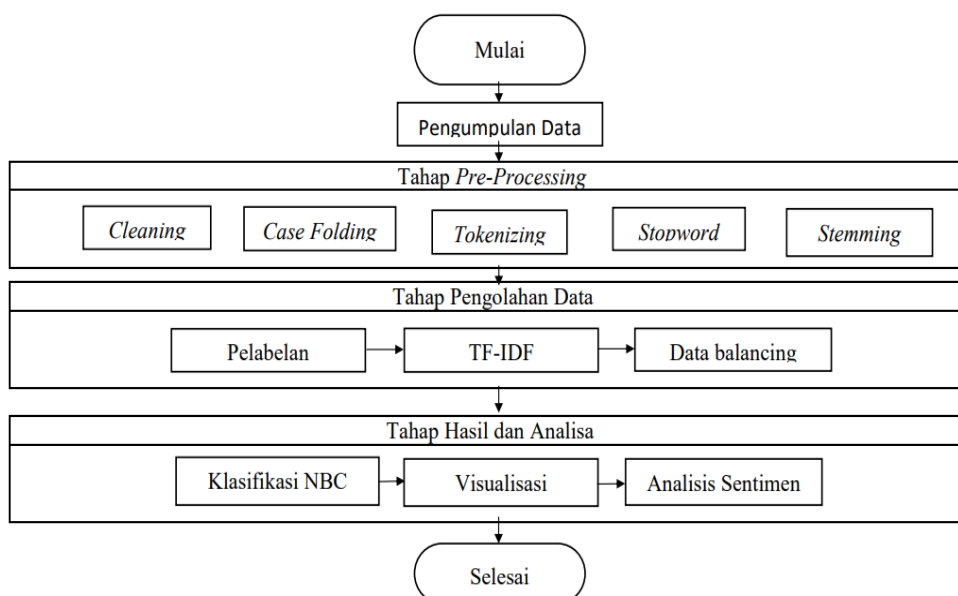 Mulai
Pengumpulan Data
Tahap Pre-Processing
Cleaning
Case Folding
Tokenizing
Stopword
Stemming
Tahap Pengolahan Data
Pelabelan
TF-IDF
Data balancing
Tahap Hasil dan Analisa
Klasifikasi NBC
Visualisasi
Analisis Sentimen
Selesai